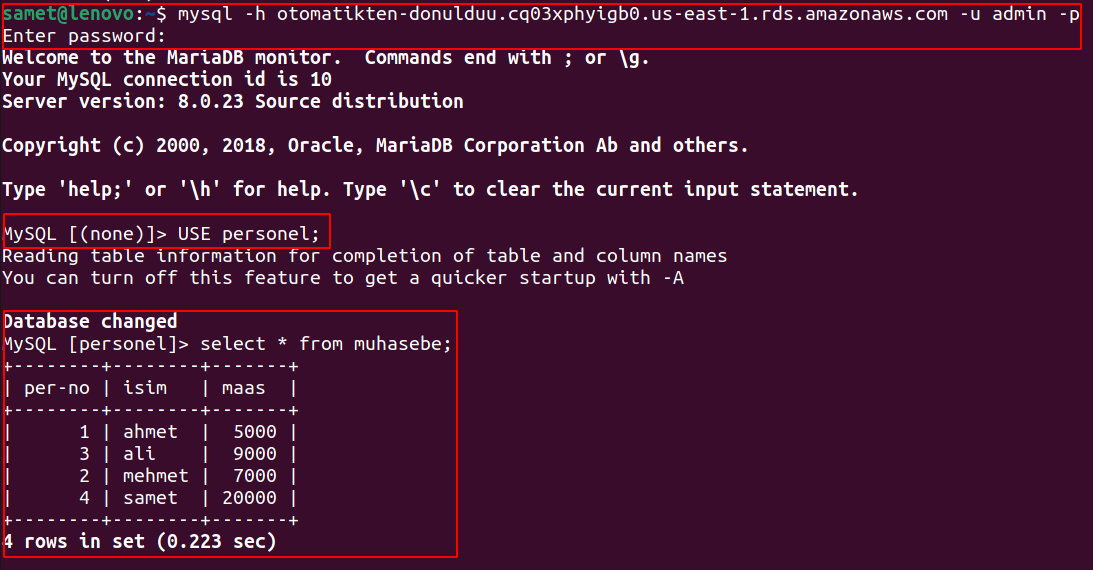 samet@lenovo:~$ mysql -h otomatikten-donulduu.cq03xphyigb0.us-east-1.rds.amazonaws.com -u admin -p
Enter password:
Welcome to the MariaDB monitor.  Commands end with ; or \g.
Your MySQL connection id is 10
Server version: 8.0.23 Source distribution

Copyright (c) 2000, 2018, Oracle, MariaDB Corporation Ab and others.

Type 'help;' or '\h' for help. Type '\c' to clear the current input statement.

MySQL [(none)]> USE personel;
Reading table information for completion of table and column names
You can turn off this feature to get a quicker startup with -A

Database changed
MySQL [personel]> select * from muhasebe;
+--------+--------+-------+
| per-no | isim   | maas  |
+--------+--------+-------+
|      1 | ahmet  |  5000 |
|      3 | ali    |  9000 |
|      2 | mehmet |  7000 |
|      4 | samet  | 20000 |
+--------+--------+-------+
4 rows in set (0.223 sec)